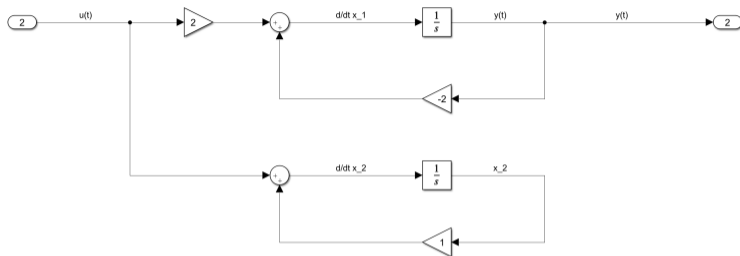 2 u(t) 2 + + d/dt x_1 1 s y(t) y(t) 2
-2
+ + d/dt x_2 1 s x_2
1